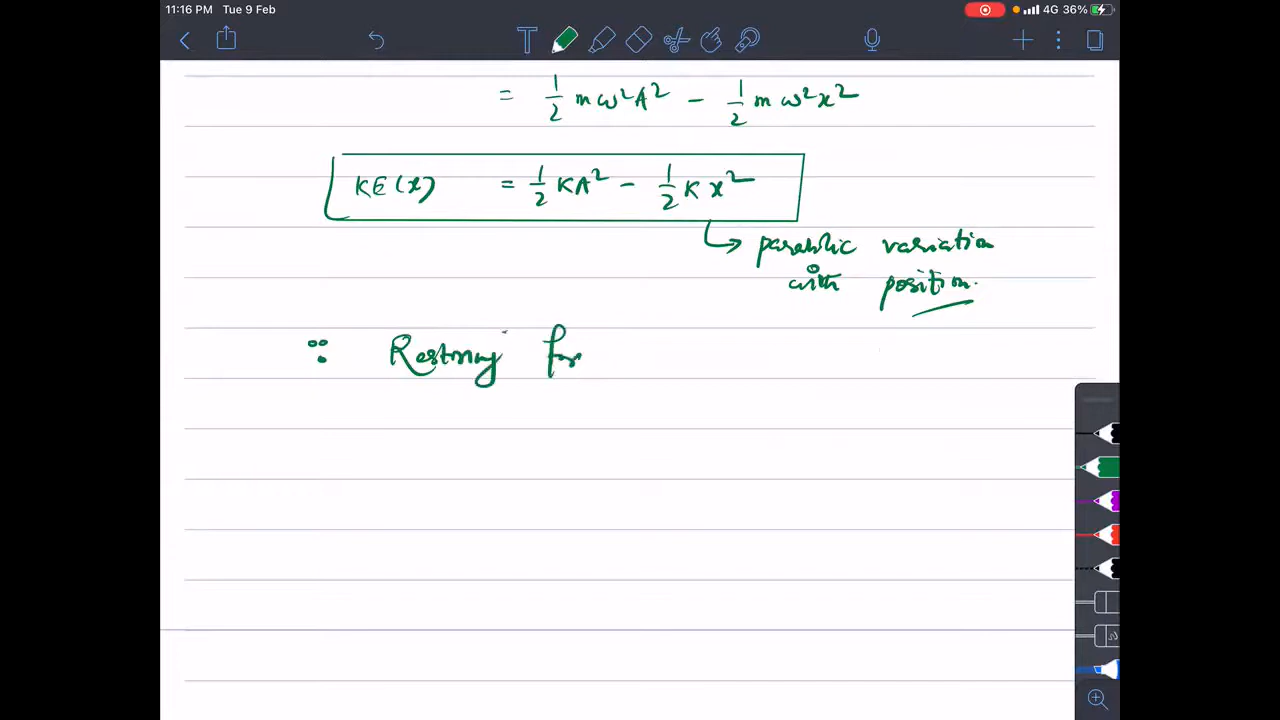 11:16 PM Tue 9 Feb 4G 36%
= 1/2 mω²A² - 1/2 mω²x²
KE(x) = 1/2 KA² - 1/2 Kx²
parabolic variation
with position.
∵ Restoring for